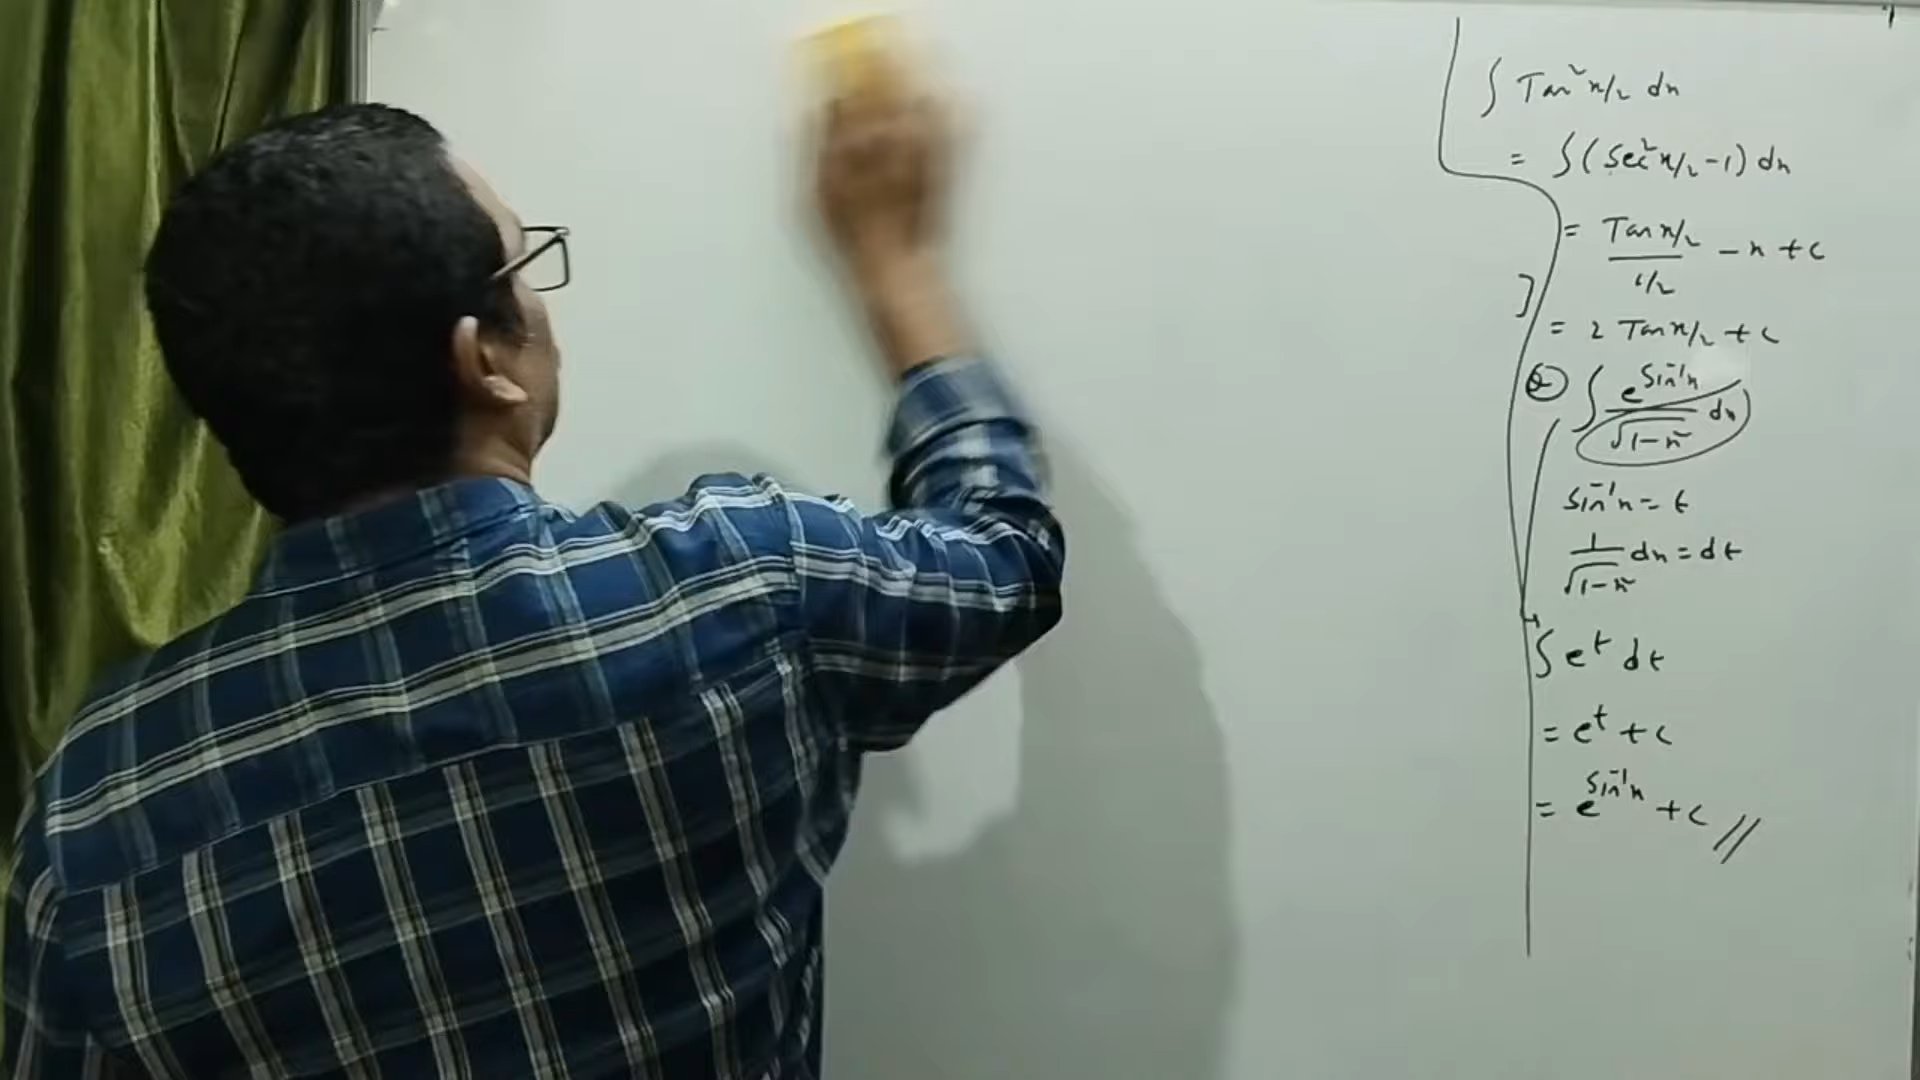 ∫ Tan² x/2 dx
= ∫ (Sec² x/2 - 1) dx
= Tan x/2 / 1/2 - x + c
]
= 2 Tan x/2 + c
② ∫ e^(Sin⁻¹x) / √1-x² dx
Sin⁻¹x = t
1/√1-x² dx = dt
∫ e^t dt
= e^t + c
= e^(Sin⁻¹x) + c //